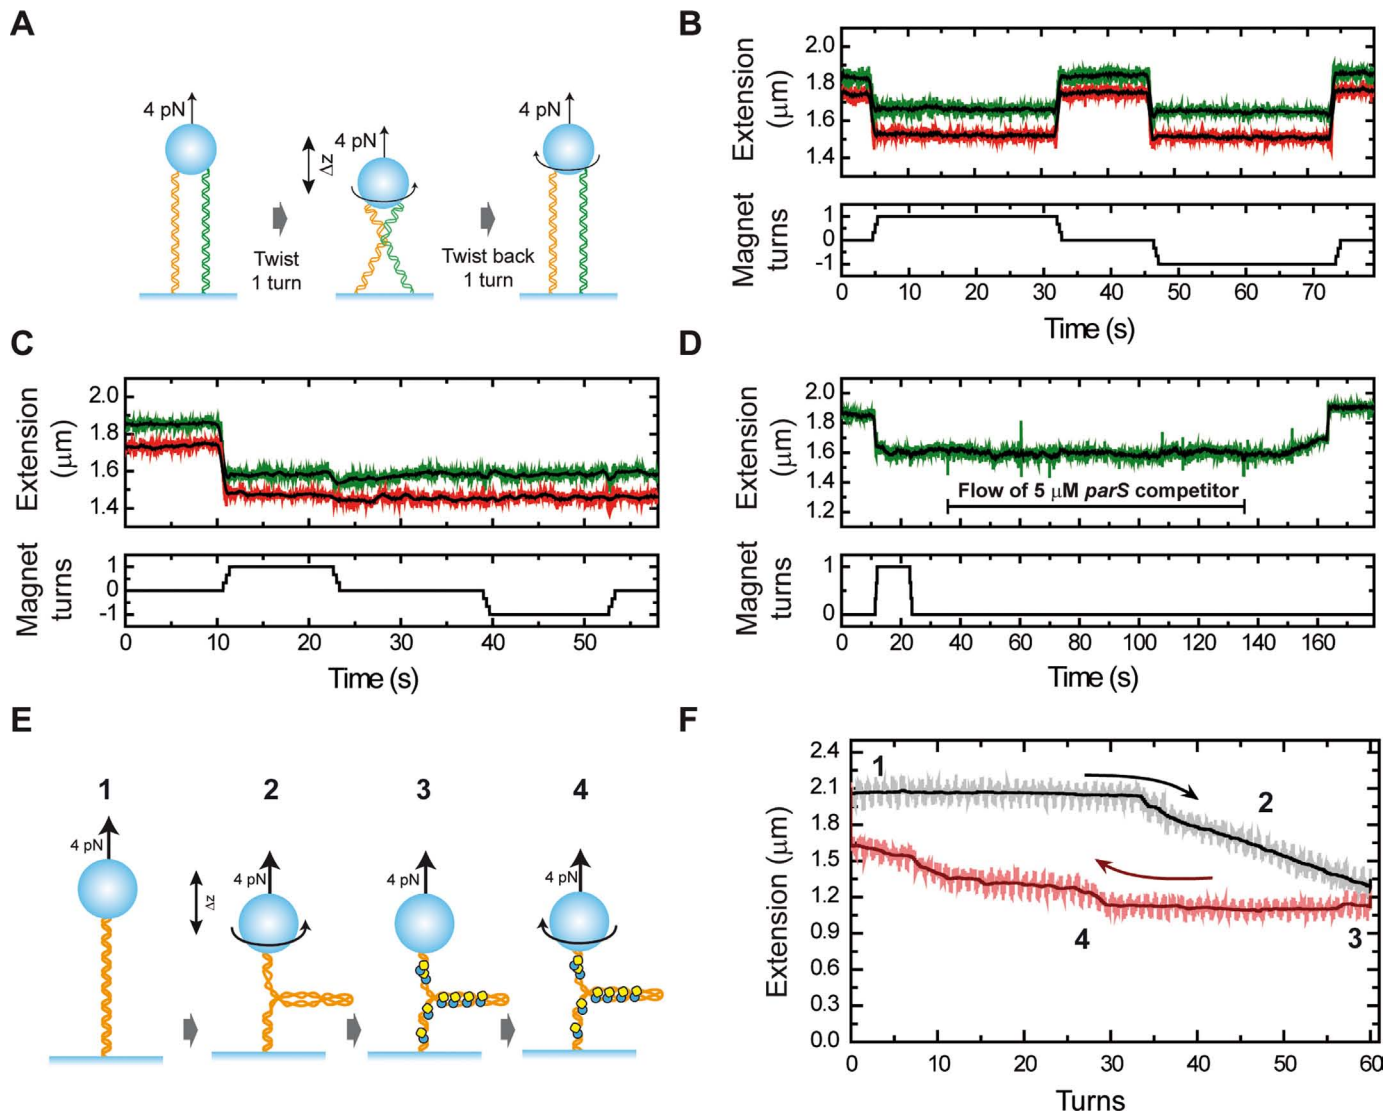 A
4 pN
4 pN
4 pN
Δz
Twist
1 turn
Twist back
1 turn
B
Extension
(μm)
2.0
1.8
1.6
1.4
Magnet
turns
1
0
-1
0 10 20 30 40 50 60 70
Time (s)
C
Extension
(μm)
2.0
1.8
1.6
1.4
Magnet
turns
1
0
-1
0 10 20 30 40 50
Time (s)
D
Extension
(μm)
2.0
1.8
1.6
1.4
1.2
Flow of 5 μM parS competitor
Magnet
turns
1
0
0 20 40 60 80 100 120 140 160
Time (s)
E
1 2 3 4
4 pN
4 pN
4 pN
4 pN
Δz
F
Extension (μm)
2.4
2.1
1.8
1.5
1.2
0.9
0.6
0.3
0.0
1
2
4
3
0 10 20 30 40 50 60
Turns